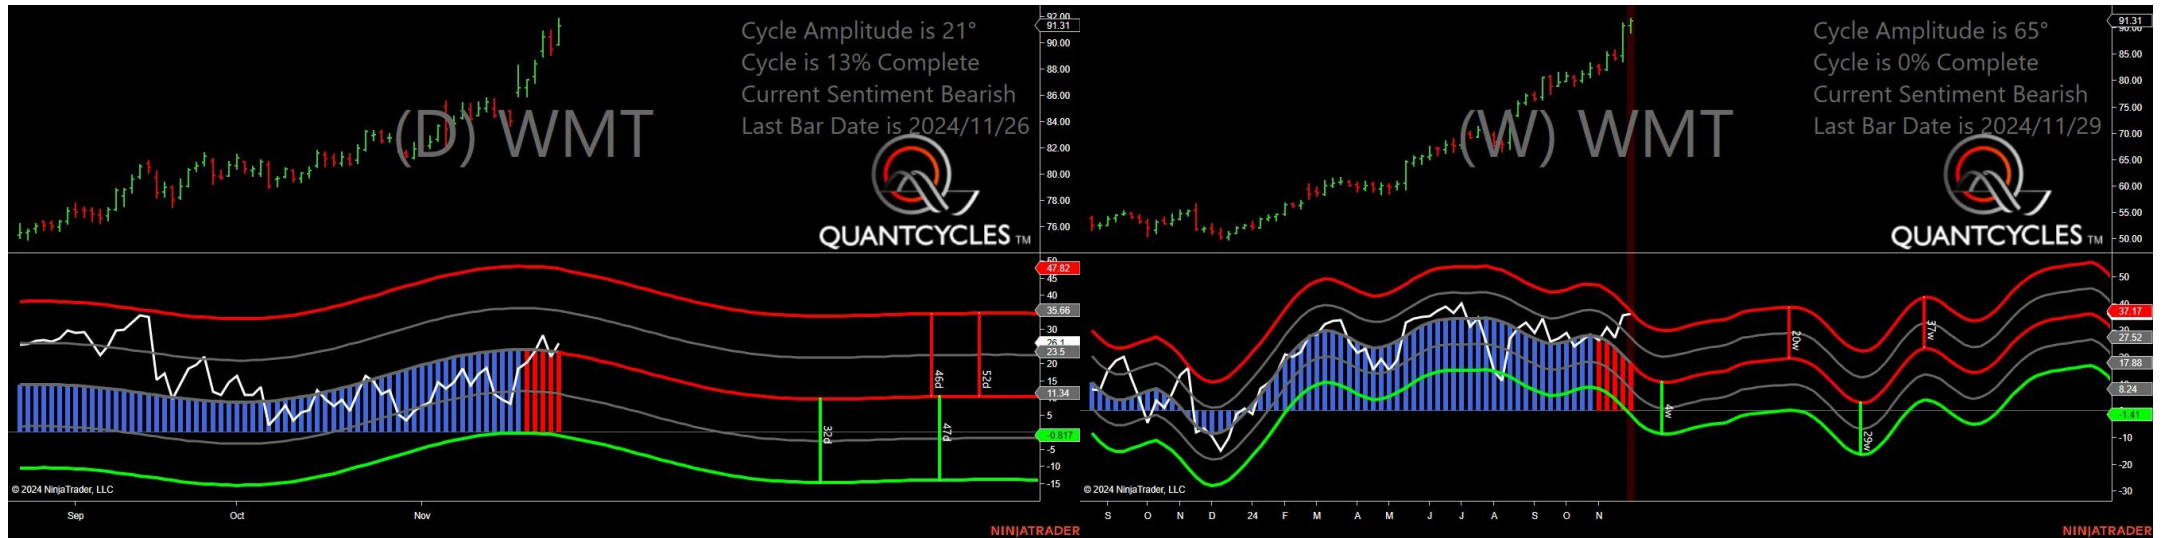 Cycle Amplitude is 21°
Cycle is 13% Complete
Current Sentiment Bearish
Last Bar Date is 2024/11/26
(D) WMT
QUANTCYCLES TM
92.00
91.31
90.00
88.00
86.00
84.00
82.00
80.00
78.00
76.00
50
47.82
45
40
35.66
30
26.1
23.5
20
15
11.34
5
-0.817
-5
-10
-15
46d
52d
32d
47d
© 2024 NinjaTrader, LLC
Sep Oct Nov
NINJATRADER
Cycle Amplitude is 65°
Cycle is 0% Complete
Current Sentiment Bearish
Last Bar Date is 2024/11/29
(W) WMT
QUANTCYCLES TM
91.31
90.00
85.00
80.00
75.00
70.00
65.00
60.00
55.00
50.00
50
40
37.17
27.52
17.88
8.24
-1.41
-10
-20
-30
20w
37w
4w
29w
© 2024 NinjaTrader, LLC
S O N D 24 F M A M J J A S O N
NINJATRADER